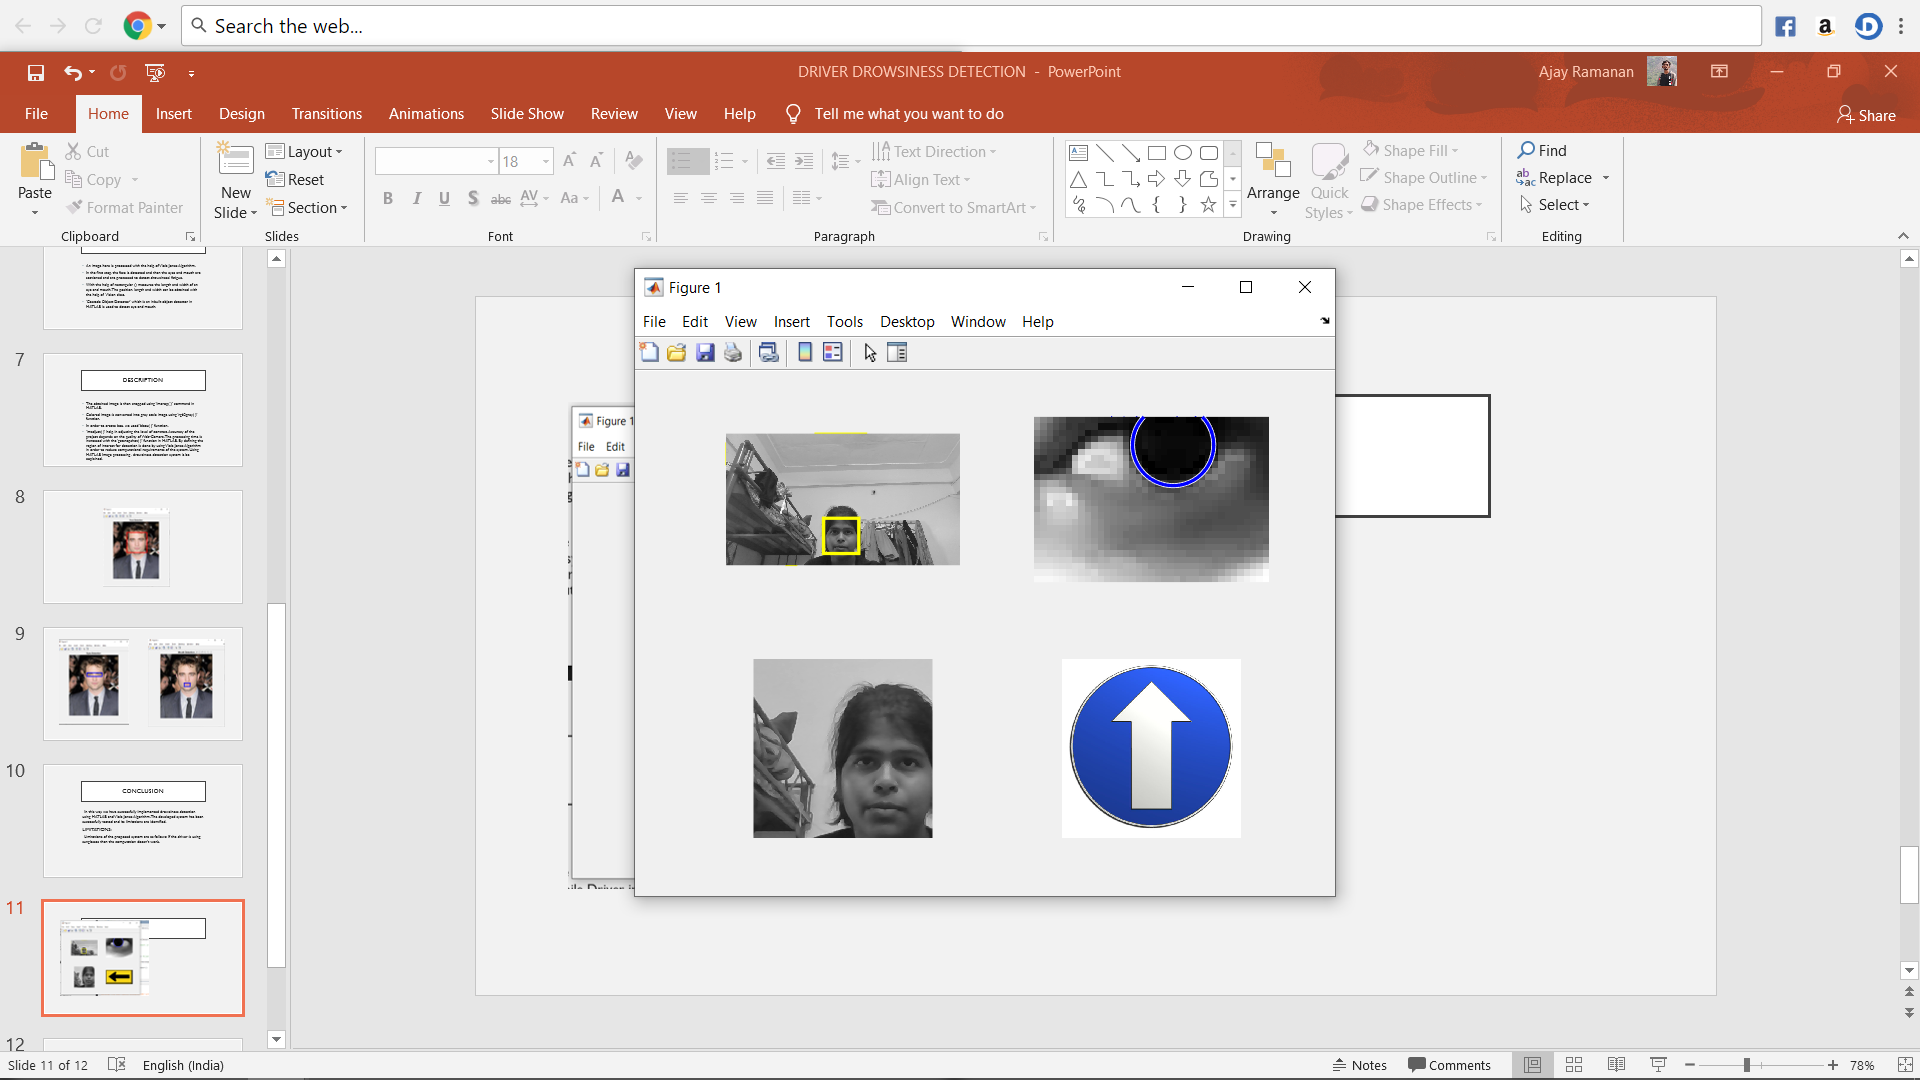 Search the web...
DRIVER DROWSINESS DETECTION - PowerPoint
Ajay Ramanan
File Home Insert Design Transitions Animations Slide Show Review View Help Tell me what you want to do
Share
Paste
Cut
Copy
Format Painter
Clipboard
New Slide
Layout
Reset
Section
Slides
18
B I U S abc AV Aa A
Font
Text Direction
Align Text
Convert to SmartArt
Paragraph
Arrange
Quick Styles
Shape Fill
Shape Outline
Shape Effects
Drawing
Find
Replace
Select
Editing
7
DESCRIPTION
8
9
10
CONCLUSION
LIMITATIONS:
11
12
Figure 1
File Edit
Figure 1
File Edit View Insert Tools Desktop Window Help
Slide 11 of 12
English (India)
Notes
Comments
78%